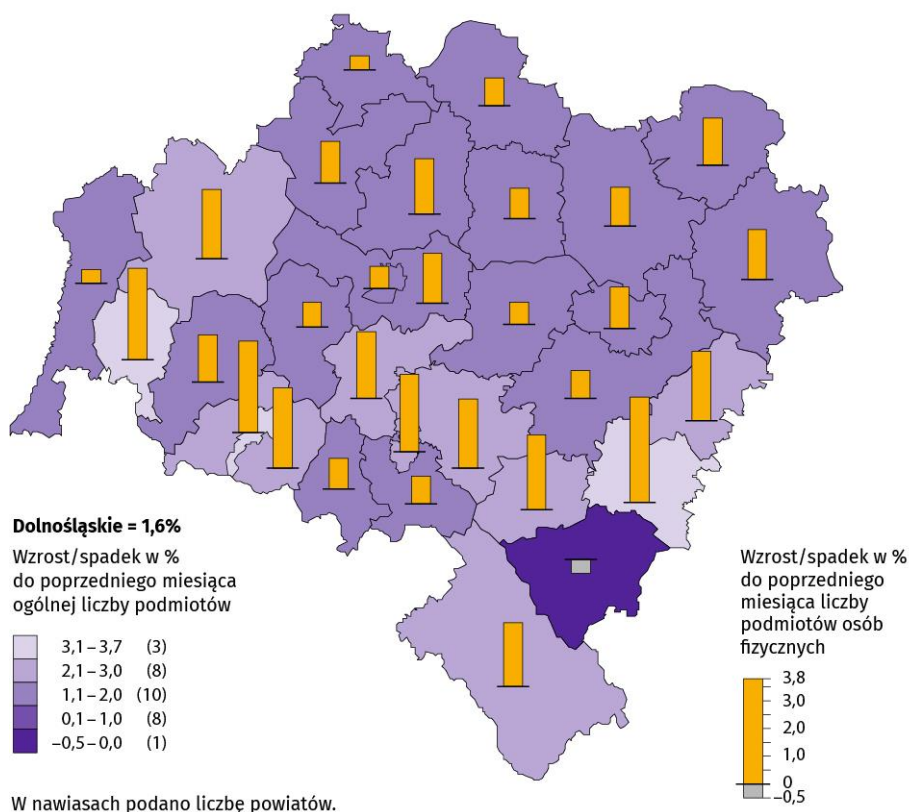 Dolnośląskie = 1,6%
Wzrost/spadek w %
do poprzedniego miesiąca
ogólnej liczby podmiotów
3,1 – 3,7 (3)
2,1 – 3,0 (8)
1,1 – 2,0 (10)
0,1 – 1,0 (8)
–0,5 – 0,0 (1)
W nawiasach podano liczbę powiatów.
Wzrost/spadek w %
do poprzedniego
miesiąca liczby
podmiotów osób
fizycznych
3,8
3,0
2,0
1,0
0
–0,5